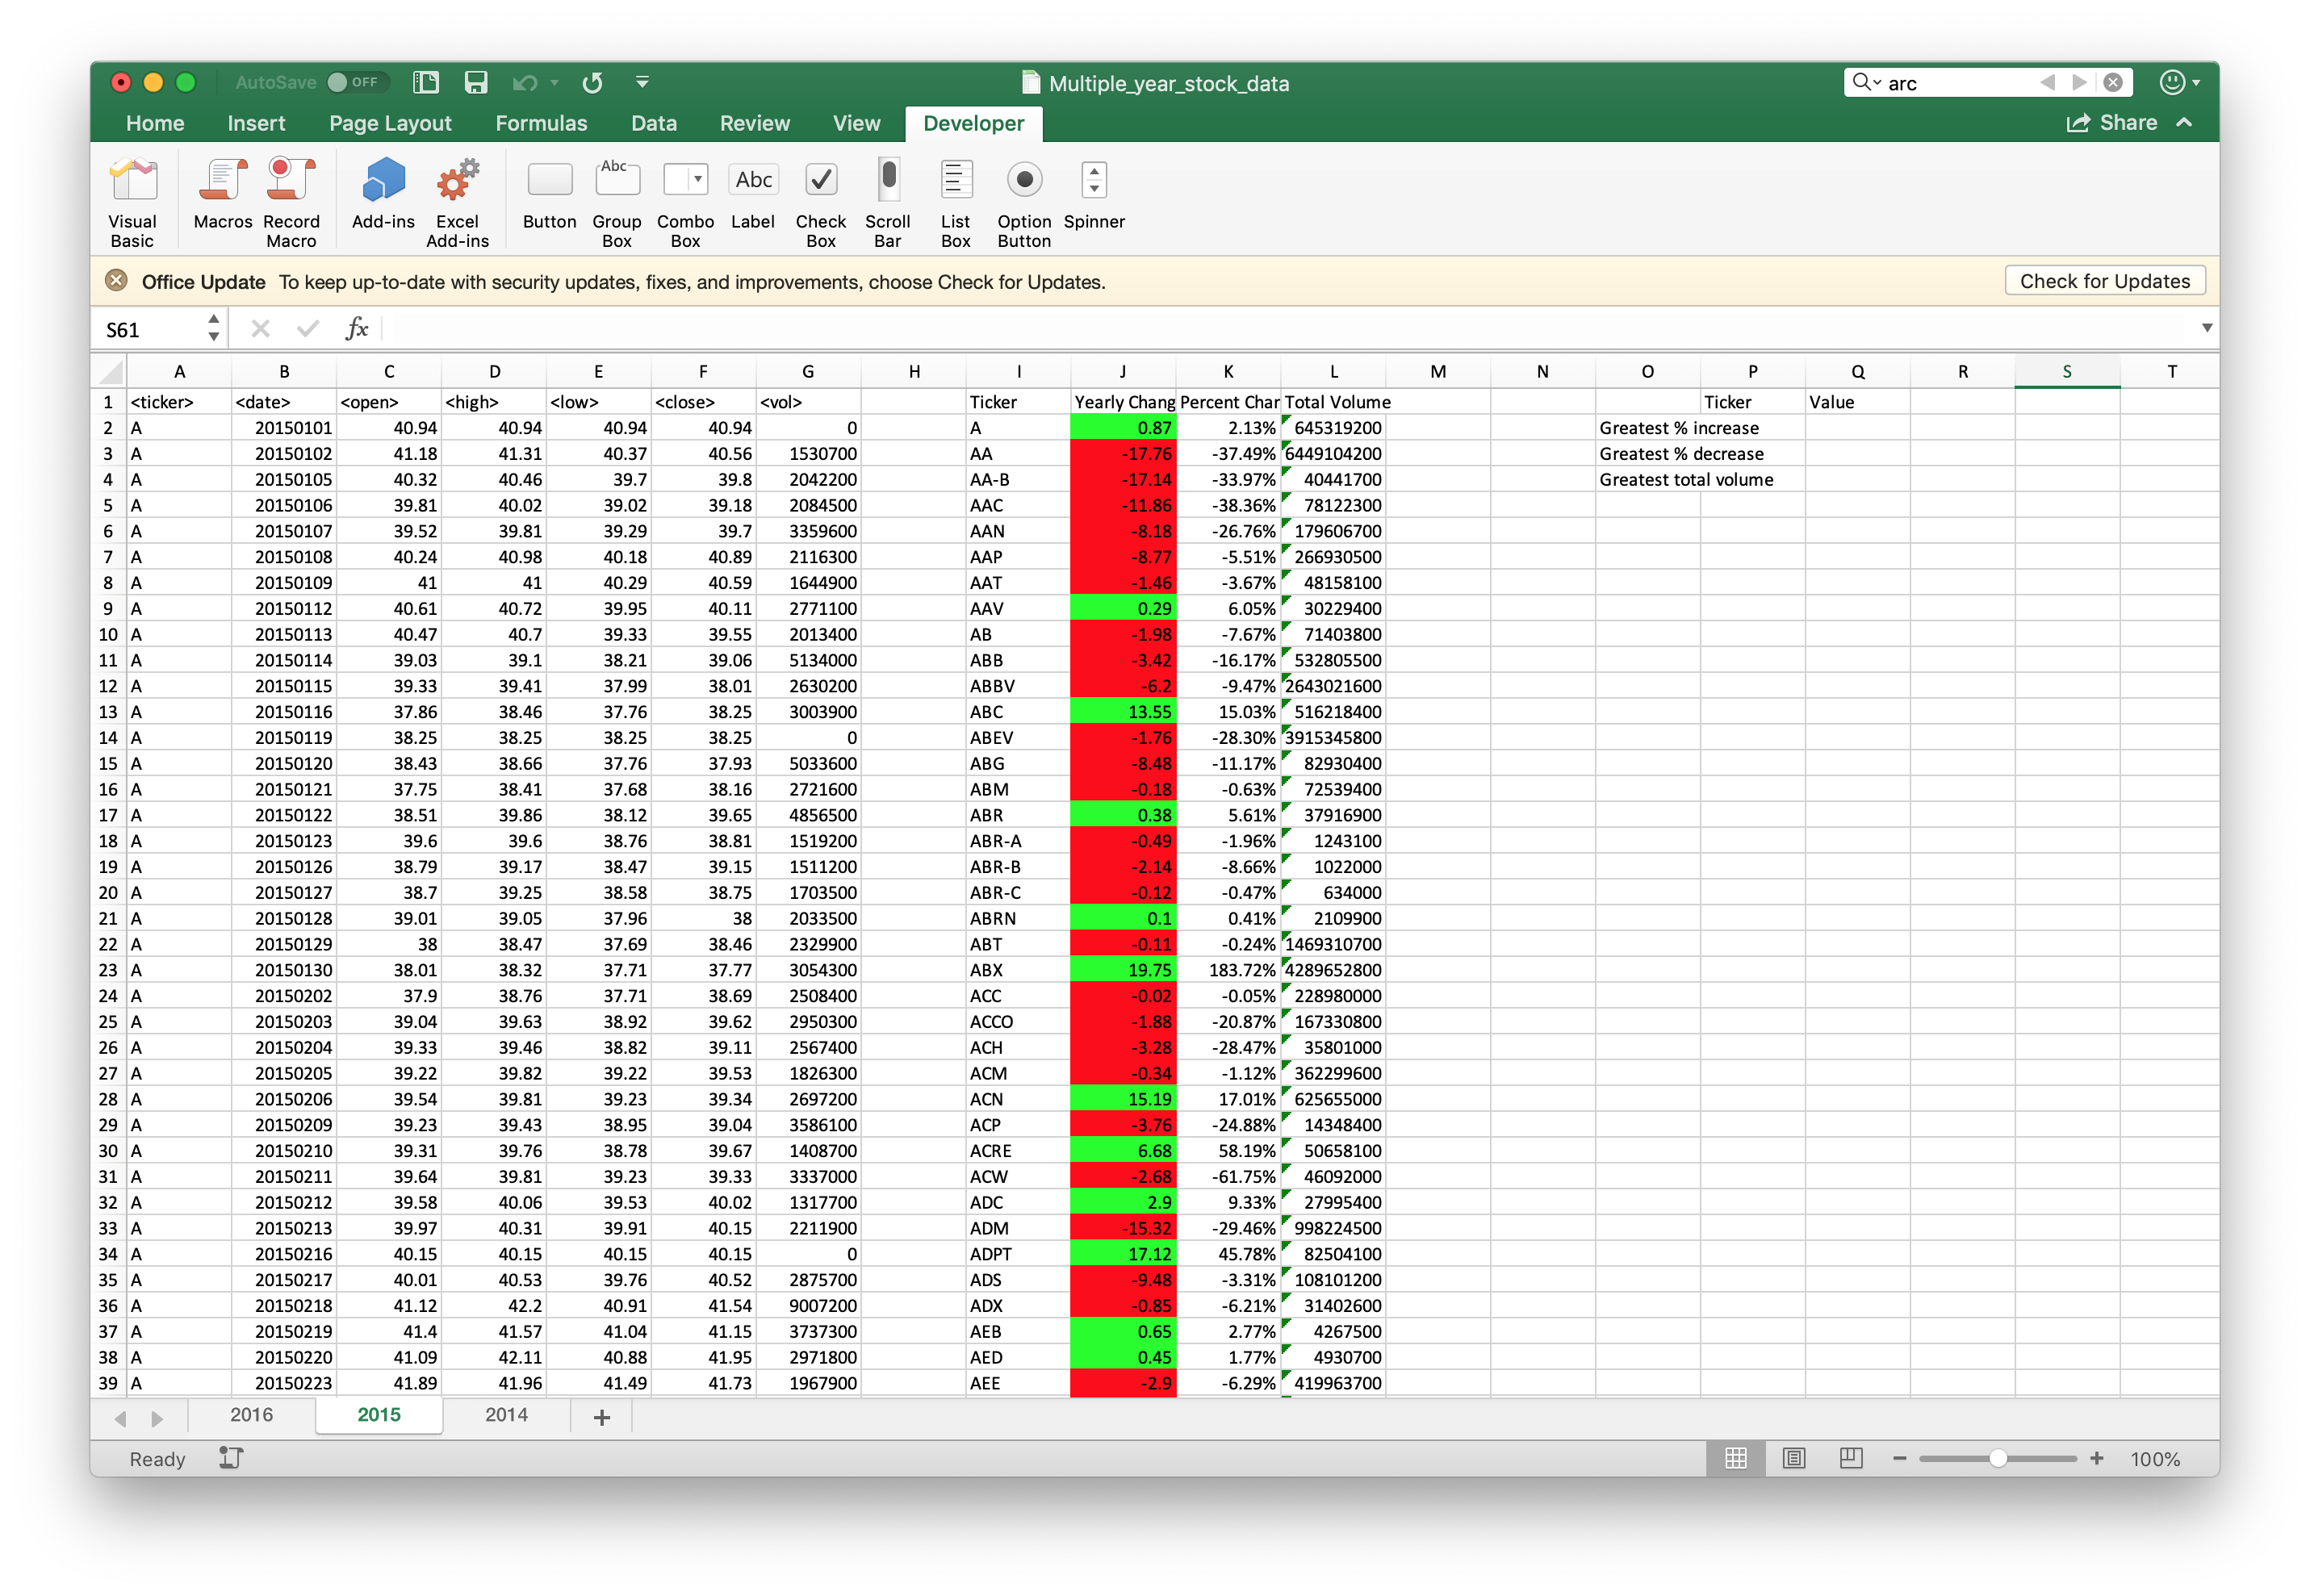 AutoSave OFF Multiple_year_stock_data arc
Home Insert Page Layout Formulas Data Review View Developer Share
Visual Basic Macros Record Macro Add-ins Excel Add-ins Button Abc Group Box Combo Box Abc Label Check Box Scroll Bar List Box Option Button Spinner
Office Update To keep up-to-date with security updates, fixes, and improvements, choose Check for Updates. Check for Updates
S61 fx
A B C D E F G H I J K L M N O P Q R S T
1 <ticker> <date> <open> <high> <low> <close> <vol> Ticker Yearly Chang Percent Char Total Volume Ticker Value
2 A 20150101 40.94 40.94 40.94 40.94 0 A 0.87 2.13% 645319200 Greatest % increase
3 A 20150102 41.18 41.31 40.37 40.56 1530700 AA -17.76 -37.49% 6449104200 Greatest % decrease
4 A 20150105 40.32 40.46 39.7 39.8 2042200 AA-B -17.14 -33.97% 40441700 Greatest total volume
5 A 20150106 39.81 40.02 39.02 39.18 2084500 AAC -11.86 -38.36% 78122300
6 A 20150107 39.52 39.81 39.29 39.7 3359600 AAN -8.18 -26.76% 179606700
7 A 20150108 40.24 40.98 40.18 40.89 2116300 AAP -8.77 -5.51% 266930500
8 A 20150109 41 41 40.29 40.59 1644900 AAT -1.46 -3.67% 48158100
9 A 20150112 40.61 40.72 39.95 40.11 2771100 AAV 0.29 6.05% 30229400
10 A 20150113 40.47 40.7 39.33 39.55 2013400 AB -1.98 -7.67% 71403800
11 A 20150114 39.03 39.1 38.21 39.06 5134000 ABB -3.42 -16.17% 532805500
12 A 20150115 39.33 39.41 37.99 38.01 2630200 ABBV -6.2 -9.47% 2643021600
13 A 20150116 37.86 38.46 37.76 38.25 3003900 ABC 13.55 15.03% 516218400
14 A 20150119 38.25 38.25 38.25 38.25 0 ABEV -1.76 -28.30% 3915345800
15 A 20150120 38.43 38.66 37.76 37.93 5033600 ABG -8.48 -11.17% 82930400
16 A 20150121 37.75 38.41 37.68 38.16 2721600 ABM -0.18 -0.63% 72539400
17 A 20150122 38.51 39.86 38.12 39.65 4856500 ABR 0.38 5.61% 37916900
18 A 20150123 39.6 39.6 38.76 38.81 1519200 ABR-A -0.49 -1.96% 1243100
19 A 20150126 38.79 39.17 38.47 39.15 1511200 ABR-B -2.14 -8.66% 1022000
20 A 20150127 38.7 39.25 38.58 38.75 1703500 ABR-C -0.12 -0.47% 634000
21 A 20150128 39.01 39.05 37.96 38 2033500 ABRN 0.1 0.41% 2109900
22 A 20150129 38 38.47 37.69 38.46 2329900 ABT -0.11 -0.24% 1469310700
23 A 20150130 38.01 38.32 37.71 37.77 3054300 ABX 19.75 183.72% 4289652800
24 A 20150202 37.9 38.76 37.71 38.69 2508400 ACC -0.02 -0.05% 228980000
25 A 20150203 39.04 39.63 38.92 39.62 2950300 ACCO -1.88 -20.87% 167330800
26 A 20150204 39.33 39.46 38.82 39.11 2567400 ACH -3.28 -28.47% 35801000
27 A 20150205 39.22 39.82 39.22 39.53 1826300 ACM -0.34 -1.12% 362299600
28 A 20150206 39.54 39.81 39.23 39.34 2697200 ACN 15.19 17.01% 625655000
29 A 20150209 39.23 39.43 38.95 39.04 3586100 ACP -3.76 -24.88% 14348400
30 A 20150210 39.31 39.76 38.78 39.67 1408700 ACRE 6.68 58.19% 50658100
31 A 20150211 39.64 39.81 39.23 39.33 3337000 ACW -2.68 -61.75% 46092000
32 A 20150212 39.58 40.06 39.53 40.02 1317700 ADC 2.9 9.33% 27995400
33 A 20150213 39.97 40.31 39.91 40.15 2211900 ADM -15.32 -29.46% 998224500
34 A 20150216 40.15 40.15 40.15 40.15 0 ADPT 17.12 45.78% 82504100
35 A 20150217 40.01 40.53 39.76 40.52 2875700 ADS -9.48 -3.31% 108101200
36 A 20150218 41.12 42.2 40.91 41.54 9007200 ADX -0.85 -6.21% 31402600
37 A 20150219 41.4 41.57 41.04 41.15 3737300 AEB 0.65 2.77% 4267500
38 A 20150220 41.09 42.11 40.88 41.95 2971800 AED 0.45 1.77% 4930700
39 A 20150223 41.89 41.96 41.49 41.73 1967900 AEE -2.9 -6.29% 419963700
2016 2015 2014 +
Ready 100%